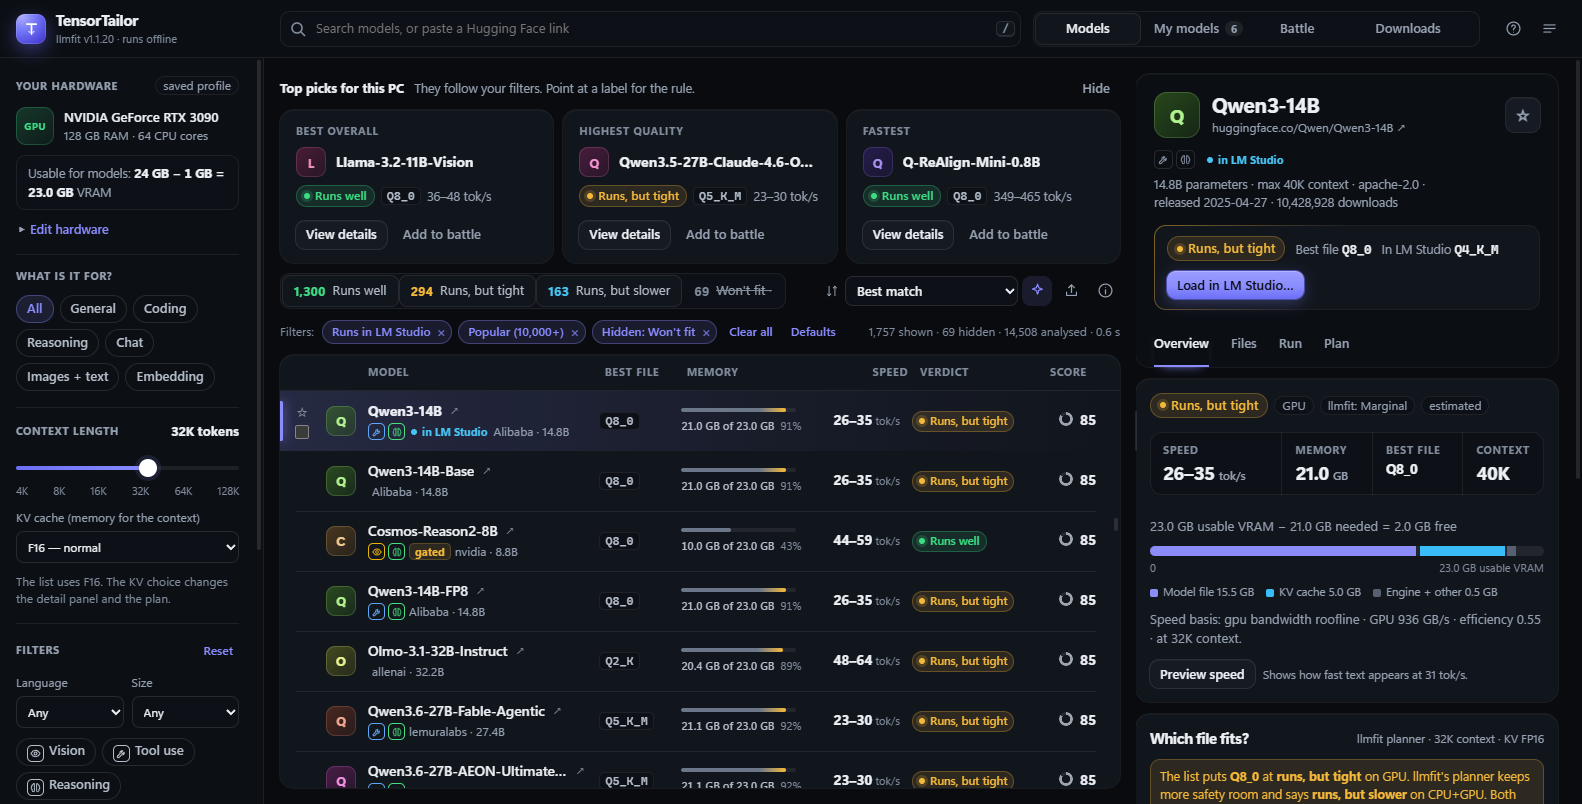 TensorTailor
llmfit v1.1.20 · runs offline
Search models, or paste a Hugging Face link
/
Models
My models 6
Battle
Downloads
YOUR HARDWARE
saved profile
GPU
NVIDIA GeForce RTX 3090
128 GB RAM · 64 CPU cores
Usable for models: 24 GB – 1 GB =
23.0 GB VRAM
Edit hardware
WHAT IS IT FOR?
All
General
Coding
Reasoning
Chat
Images + text
Embedding
CONTEXT LENGTH
32K tokens
4K 8K 16K 32K 64K 128K
KV cache (memory for the context)
F16 — normal
The list uses F16. The KV choice changes
the detail panel and the plan.
FILTERS
Reset
Language
Size
Any
Any
Vision
Tool use
Reasoning
Top picks for this PC They follow your filters. Point at a label for the rule.
Hide
BEST OVERALL
L
Llama-3.2-11B-Vision
Runs well Q8_0 36–48 tok/s
View details Add to battle
HIGHEST QUALITY
Q
Qwen3.5-27B-Claude-4.6-O...
Runs, but tight Q5_K_M 23–30 tok/s
View details Add to battle
FASTEST
Q
Q-ReAlign-Mini-0.8B
Runs well Q8_0 349–465 tok/s
View details Add to battle
1,300 Runs well
294 Runs, but tight
163 Runs, but slower
69 Won't fit
Best match
Filters:
Runs in LM Studio ×
Popular (10,000+) ×
Hidden: Won't fit ×
Clear all
Defaults
1,757 shown · 69 hidden · 14,508 analysed · 0.6 s
MODEL BEST FILE MEMORY SPEED VERDICT SCORE
Q Qwen3-14B ↗
in LM Studio Alibaba · 14.8B
Q8_0
21.0 GB of 23.0 GB 91%
26–35 tok/s
Runs, but tight
85
Q Qwen3-14B-Base ↗
Alibaba · 14.8B
Q8_0
21.0 GB of 23.0 GB 91%
26–35 tok/s
Runs, but tight
85
C Cosmos-Reason2-8B ↗
gated nvidia · 8.8B
Q8_0
10.0 GB of 23.0 GB 43%
44–59 tok/s
Runs well
85
Q Qwen3-14B-FP8 ↗
Alibaba · 14.8B
Q8_0
21.0 GB of 23.0 GB 91%
26–35 tok/s
Runs, but tight
85
O Olmo-3.1-32B-Instruct ↗
allenai · 32.2B
Q2_K
20.4 GB of 23.0 GB 89%
48–64 tok/s
Runs, but tight
85
Q Qwen3.6-27B-Fable-Agentic ↗
lemuralabs · 27.4B
Q5_K_M
21.1 GB of 23.0 GB 92%
23–30 tok/s
Runs, but tight
85
Q Qwen3.6-27B-AEON-Ultimate... ↗
Q5_K_M
21.1 GB of 23.0 GB 92%
23–30 tok/s
Runs, but tight
85
Q
Qwen3-14B
huggingface.co/Qwen/Qwen3-14B ↗
in LM Studio
14.8B parameters · max 40K context · apache-2.0 ·
released 2025-04-27 · 10,428,928 downloads
Runs, but tight Best file Q8_0 In LM Studio Q4_K_M
Load in LM Studio...
Overview Files Run Plan
Runs, but tight GPU llmfit: Marginal estimated
SPEED
26–35 tok/s
MEMORY
21.0 GB
BEST FILE
Q8_0
CONTEXT
40K
23.0 GB usable VRAM – 21.0 GB needed = 2.0 GB free
0 23.0 GB usable VRAM
Model file 15.5 GB KV cache 5.0 GB Engine + other 0.5 GB
Speed basis: gpu bandwidth roofline · GPU 936 GB/s · efficiency 0.55
· at 32K context.
Preview speed Shows how fast text appears at 31 tok/s.
Which file fits?
llmfit planner · 32K context · KV FP16
The list puts Q8_0 at runs, but tight on GPU. llmfit's planner keeps
more safety room and says runs, but slower on CPU+GPU. Both